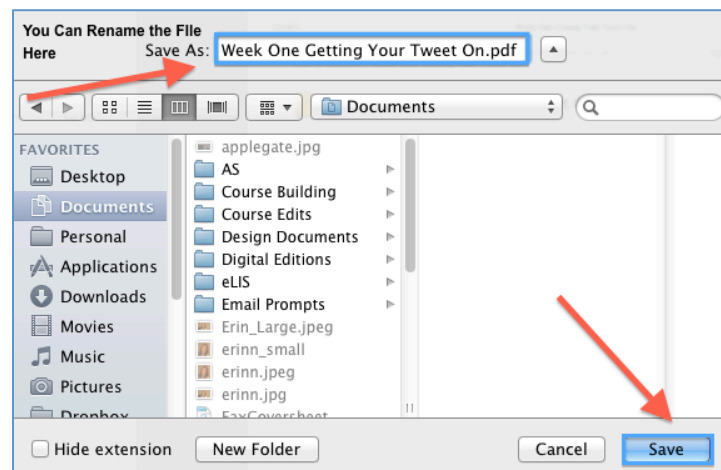 You Can Rename the FIle
Here
Save As: Week One Getting Your Tweet On.pdf
Documents
FAVORITES
Desktop
Documents
Personal
Applications
Downloads
Movies
Music
Pictures
Dropbox
applegate.jpg
AS
Course Building
Course Edits
Design Documents
Digital Editions
eLIS
Email Prompts
Erin_Large.jpeg
erinn_small
erinn.jpeg
erinn.jpg
FaxCoversheet
Hide extension
New Folder
Cancel
Save